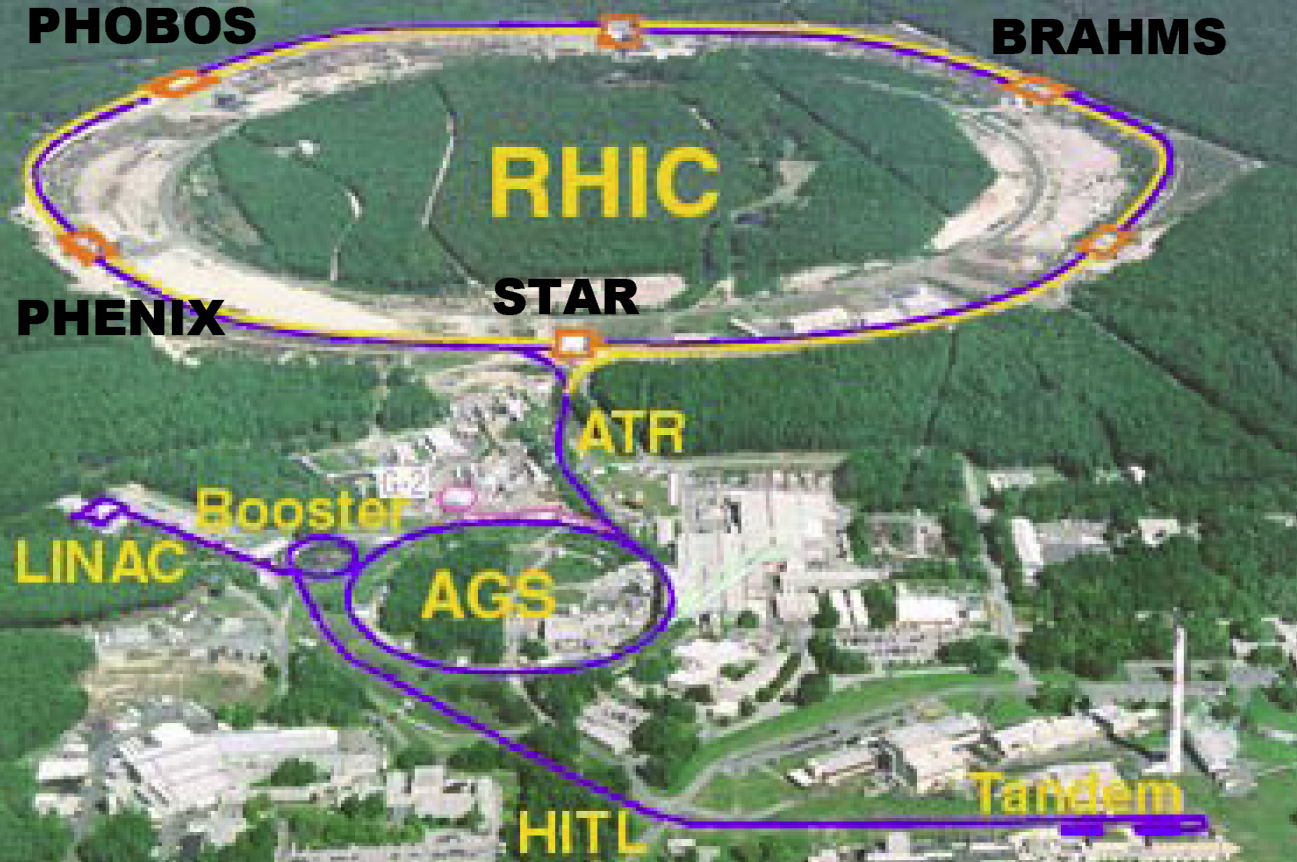 PHOBOS
BRAHMS
RHIC
STAR
PHENIX
ATR
G-2
Booster
LINAC
AGS
Tandem
HITL